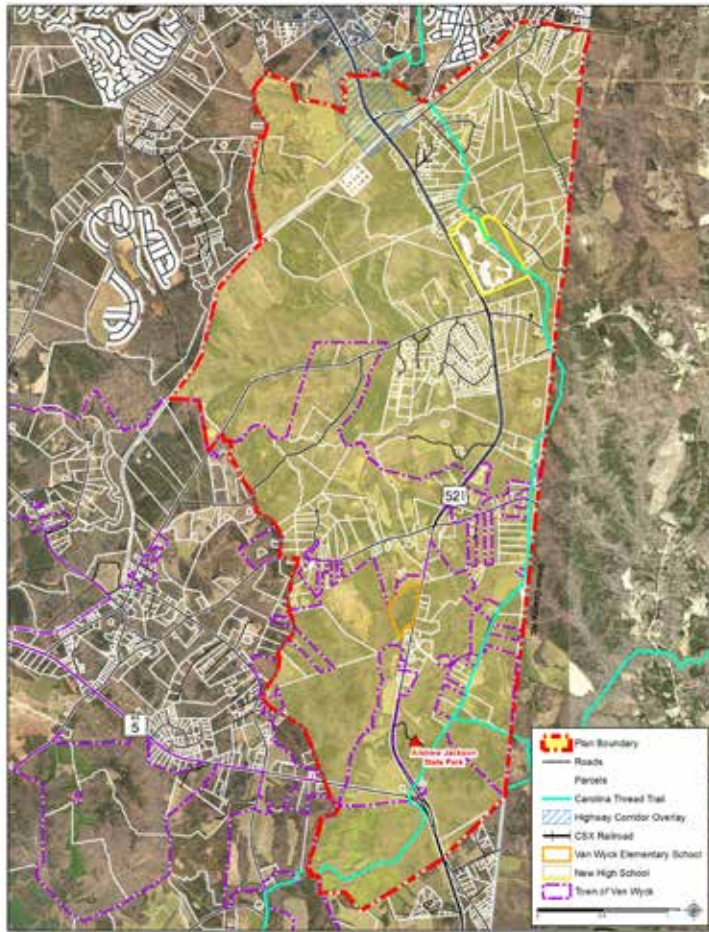 521
5
Andrew Jackson
State Park
Plan Boundary
Roads
Parcels
Carolina Thread Trail
Highway Corridor Overlay
CSX Railroad
Van Wyck Elementary School
New High School
Town of Van Wyck